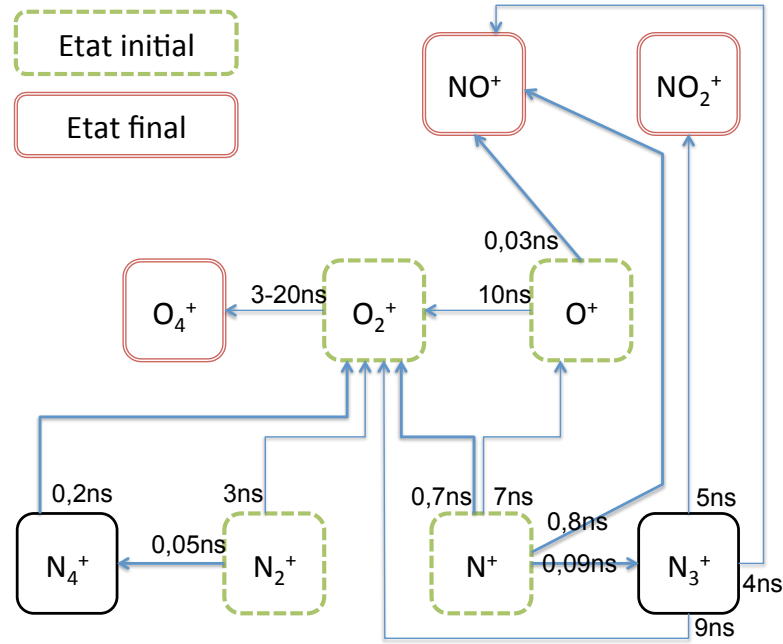 Etat initial
Etat final
NO⁺
NO₂⁺
0,03ns
O₄⁺
3-20ns
O₂⁺
10ns
O⁺
0,2ns
3ns
0,7ns
7ns
0,8ns
5ns
N₄⁺
0,05ns
N₂⁺
N⁺
0,09ns
N₃⁺
4ns
9ns